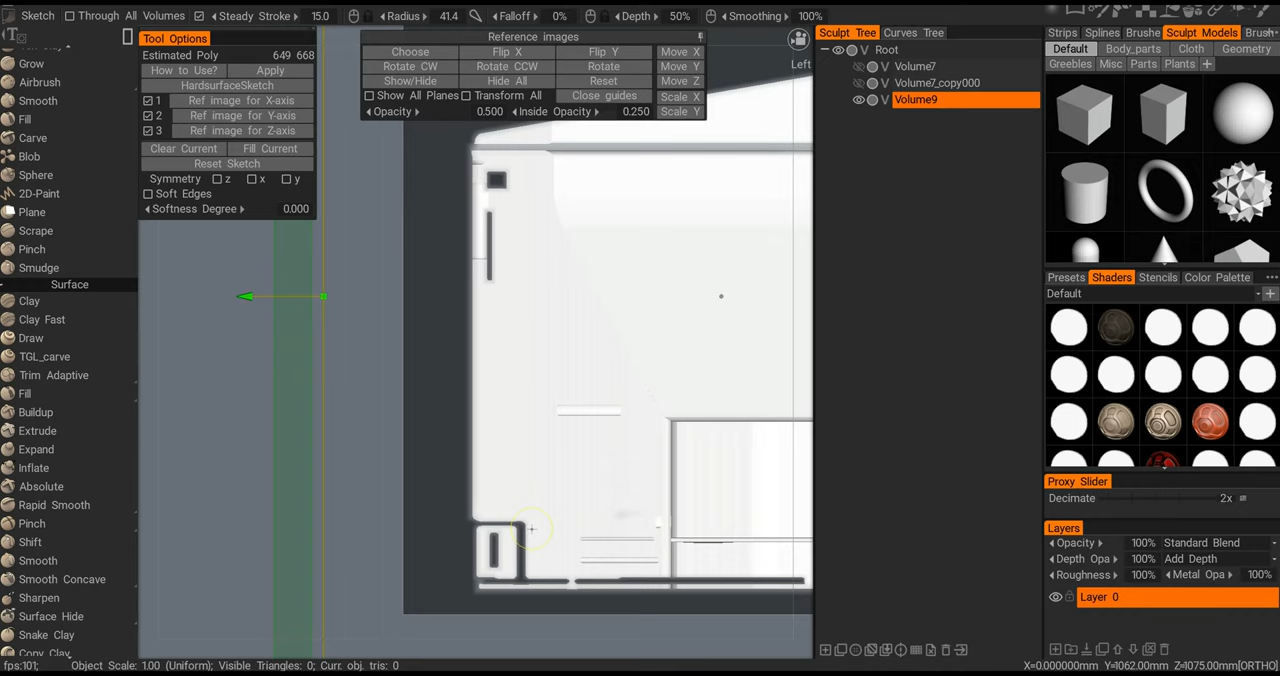 Sketch Through All Volumes Steady Stroke 15.0 Radius 41.4 Falloff 0% Depth 50% Smoothing 100%
Tool Options
Estimated Poly 649 668
How to Use? Apply
HardsurfaceSketch
1 Ref image for X-axis
2 Ref image for Y-axis
3 Ref image for Z-axis
Clear Current Fill Current
Reset Sketch
Symmetry z x y
Soft Edges
Softness Degree 0.000
Reference images
Choose Flip X Flip Y Move X
Rotate CW Rotate CCW Rotate Move Y
Show/Hide Hide All Reset Move Z
Show All Planes Transform All Close guides Scale X
Opacity 0.500 Inside Opacity 0.250 Scale Y
Left
Grow
Airbrush
Smooth
Fill
Carve
Blob
Sphere
2D-Paint
Plane
Scrape
Pinch
Smudge
Surface
Clay
Clay Fast
Draw
TGL_carve
Trim Adaptive
Fill
Buildup
Extrude
Expand
Inflate
Absolute
Rapid Smooth
Pinch
Shift
Smooth
Smooth Concave
Sharpen
Surface Hide
Snake Clay
Sculpt Tree Curves Tree
V Root
V Volume7
V Volume7_copy000
V Volume9
Strips Splines Brushe Sculpt Models Brush
Default Body_parts Cloth Geometry
Greebles Misc Parts Plants
Presets Shaders Stencils Color Palette
Default
Proxy Slider
Decimate 2x
Layers
Opacity 100% Standard Blend
Depth Opa 100% Add Depth
Roughness 100% Metal Opa 100%
Layer 0
fps:101; Object Scale: 1.00 (Uniform); Visible Triangles: 0; Curr. obj. tris: 0
X=0.000000mm Y=1062.00mm Z=1075.00mm[ORTHO]